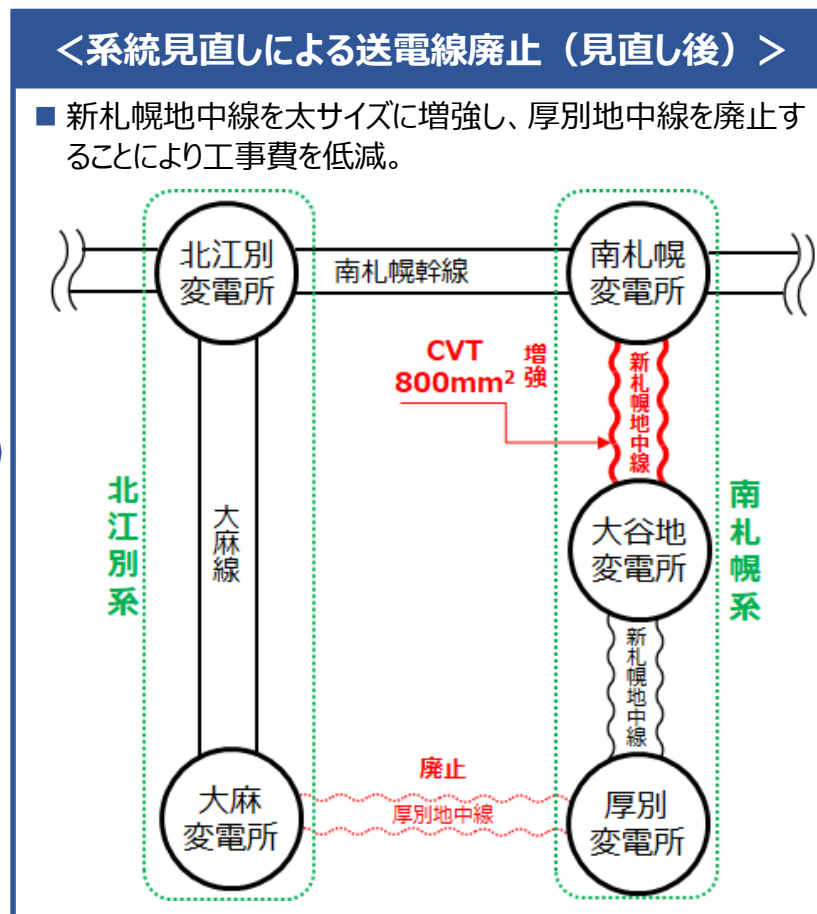 ＜系統見直しによる送電線廃止（見直し後）＞
■ 新札幌地中線を太サイズに増強し、厚別地中線を廃止す
ることにより工事費を低減。
北江別
変電所
南札幌幹線
南札幌
変電所
CVT
800mm²
増強
新札幌地中線
北江別系
大麻線
大谷地
変電所
南札幌系
新札幌地中線
大麻
変電所
廃止
厚別地中線
厚別
変電所